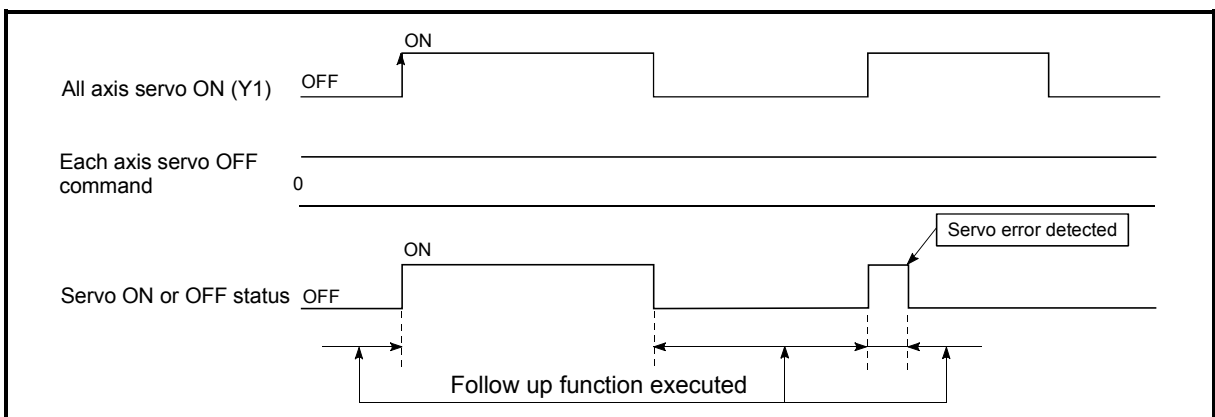 ON
All axis servo ON (Y1) OFF
Each axis servo OFF
command 0
Servo error detected
ON
Servo ON or OFF status OFF
Follow up function executed